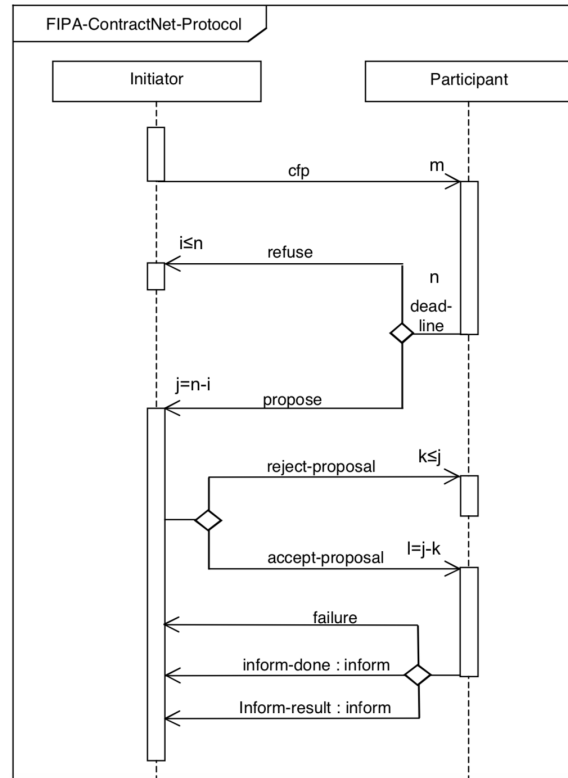 FIPA-ContractNet-Protocol
Initiator
Participant
cfp
m
i≤n
refuse
n
dead-
line
j=n-i
propose
reject-proposal
k≤j
accept-proposal
l=j-k
failure
inform-done : inform
Inform-result : inform